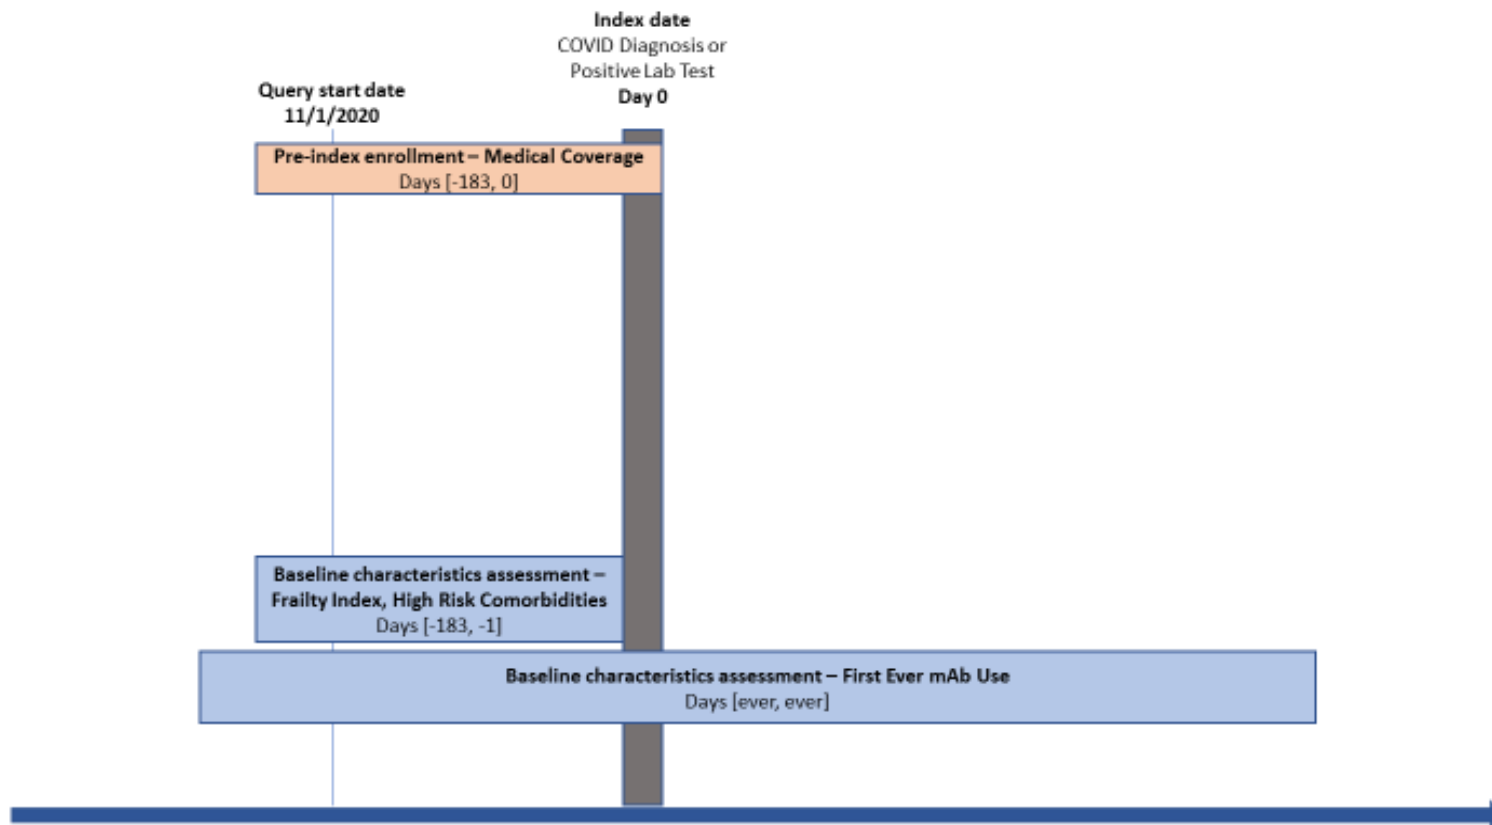 Index date
COVID Diagnosis or
Positive Lab Test
Day 0
Query start date
11/1/2020
Pre-index enrollment – Medical Coverage
Days [-183, 0]
Baseline characteristics assessment –
Frailty Index, High Risk Comorbidities
Days [-183, -1]
Baseline characteristics assessment – First Ever mAb Use
Days [ever, ever]